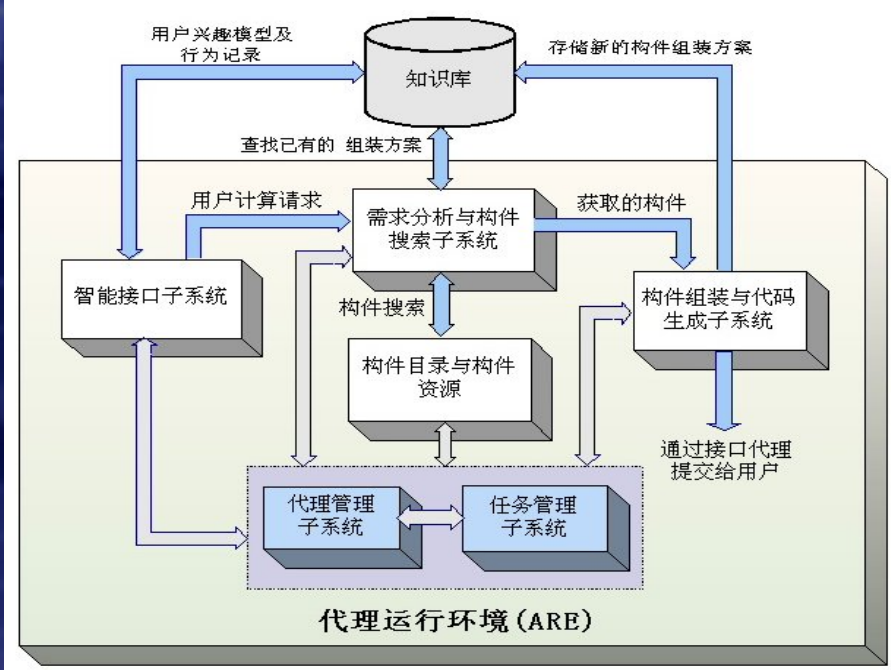 用户兴趣模型及
行为记录
知识库
存储新的构件组装方案
查找已有的 组装方案
用户计算请求
需求分析与构件
搜索子系统
获取的构件
智能接口子系统
构件搜索
构件组装与代码
生成子系统
构件目录与构件
资源
通过接口代理
提交给用户
代理管理
子系统
任务管理
子系统
代理运行环境(ARE)